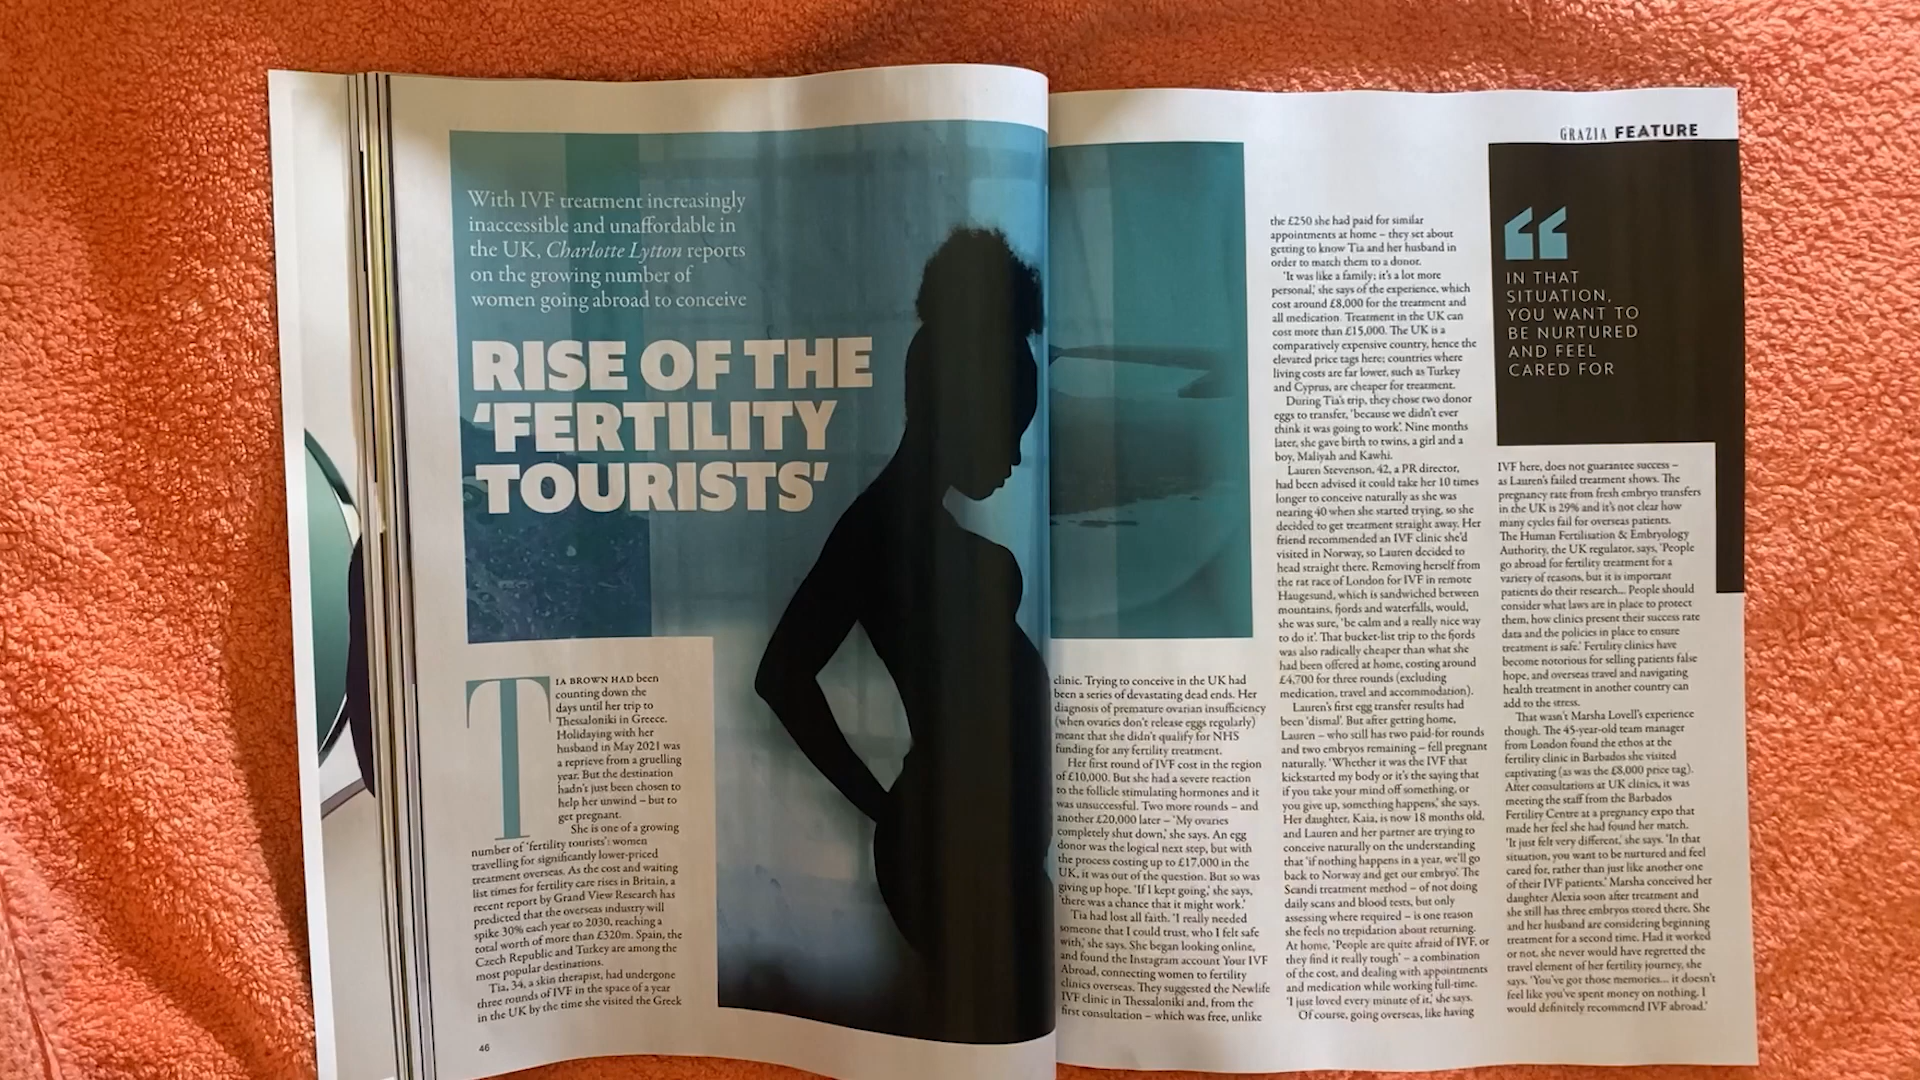 With IVF treatment increasingly
inaccessible and unaffordable in
the UK, Charlotte Lytton reports
on the growing number of
women going abroad to conceive
RISE OF THE
‘FERTILITY
TOURISTS’
TIA BROWN HAD been
counting down the
days until her trip to
Thessaloniki in Greece.
Holidaying with her
husband in May 2021 was
a reprieve from a gruelling
year. But the destination
hadn’t just been chosen to
help her unwind – but to
get pregnant.
She is one of a growing
number of ‘fertility tourists’: women
travelling for significantly lower-priced
treatment overseas. As the cost and waiting
list times for fertility care rises in Britain, a
recent report by Grand View Research has
predicted that the overseas industry will
spike 30% each year to 2030, reaching a
total worth of more than £320m. Spain, the
Czech Republic and Turkey are among the
most popular destinations.
Tia, 34, a skin therapist, had undergone
three rounds of IVF in the space of a year
in the UK by the time she visited the Greek
46
clinic. Trying to conceive in the UK had
been a series of devastating dead ends. Her
diagnosis of premature ovarian insufficiency
(when ovaries don’t release eggs regularly)
meant that she didn’t qualify for NHS
funding for any fertility treatment.
Her first round of IVF cost in the region
of £10,000. But she had a severe reaction
to the follicle stimulating hormones and it
was unsuccessful. Two more rounds – and
another £20,000 later – ‘My ovaries
completely shut down,’ she says. An egg
donor was the logical next step, but with
the process costing up to £17,000 in the
UK, it was out of the question. But so was
giving up hope. ‘If I kept going,’ she says,
‘there was a chance that it might work.’
Tia had lost all faith. ‘I really needed
someone that I could trust, who I felt safe
with,’ she says. She began looking online,
and found the Instagram account Your IVF
Abroad, connecting women to fertility
clinics overseas. They suggested the Newlife
IVF clinic in Thessaloniki and, from the
first consultation – which was free, unlike
the £250 she had paid for similar
appointments at home – they set about
getting to know Tia and her husband in
order to match them to a donor.
‘It was like a family; it’s a lot more
personal,’ she says of the experience, which
cost around £8,000 for the treatment and
all medication. Treatment in the UK can
cost more than £15,000. The UK is a
comparatively expensive country, hence the
elevated price tags here; countries where
living costs are far lower, such as Turkey
and Cyprus, are cheaper for treatment.
During Tia’s trip, they chose two donor
eggs to transfer, ‘because we didn’t ever
think it was going to work’. Nine months
later, she gave birth to twins, a girl and a
boy, Maliyah and Kawhi.
Lauren Stevenson, 42, a PR director,
had been advised it could take her 10 times
longer to conceive naturally as she was
nearing 40 when she started trying, so she
decided to get treatment straight away. Her
friend recommended an IVF clinic she’d
visited in Norway, so Lauren decided to
head straight there. Removing herself from
the rat race of London for IVF in remote
Haugesund, which is sandwiched between
mountains, fjords and waterfalls, would,
she was sure, ‘be calm and a really nice way
to do it’. That bucket-list trip to the fjords
was also radically cheaper than what she
had been offered at home, costing around
£4,700 for three rounds (excluding
medication, travel and accommodation).
Lauren’s first egg transfer results had
been ‘dismal’. But after getting home,
Lauren – who still has two paid-for rounds
and two embryos remaining – fell pregnant
naturally. ‘Whether it was the IVF that
kickstarted my body or it’s the saying that
if you take your mind off something, or
you give up, something happens,’ she says.
Her daughter, Kaia, is now 18 months old,
and Lauren and her partner are trying to
conceive naturally on the understanding
that ‘if nothing happens in a year, we’ll go
back to Norway and get our embryo’. The
Scandi treatment method – of not doing
daily scans and blood tests, but only
assessing where required – is one reason
she feels no trepidation about returning.
At home, ‘People are quite afraid of IVF, or
they find it really tough’ – a combination
of the cost, and dealing with appointments
and medication while working full-time.
‘I just loved every minute of it,’ she says.
Of course, going overseas, like having
GRAZIA FEATURE
“
IN THAT
SITUATION,
YOU WANT TO
BE NURTURED
AND FEEL
CARED FOR
IVF here, does not guarantee success –
as Lauren’s failed treatment shows. The
pregnancy rate from fresh embryo transfers
in the UK is 29% and it’s not clear how
many cycles fail for overseas patients.
The Human Fertilisation & Embryology
Authority, the UK regulator, says, ‘People
go abroad for fertility treatment for a
variety of reasons, but it is important
patients do their research... People should
consider what laws are in place to protect
them, how clinics present their success rate
data and the policies in place to ensure
treatment is safe.’ Fertility clinics have
become notorious for selling patients false
hope, and overseas travel and navigating
health treatment in another country can
add to the stress.
That wasn’t Marsha Lovell’s experience
though. The 45-year-old team manager
from London found the ethos at the
fertility clinic in Barbados she visited
captivating (as was the £8,000 price tag).
After consultations at UK clinics, it was
meeting the staff from the Barbados
Fertility Centre at a pregnancy expo that
made her feel she had found her match.
‘It just felt very different,’ she says. ‘In that
situation, you want to be nurtured and feel
cared for, rather than just like another one
of their IVF patients.’ Marsha conceived her
daughter Alexia soon after treatment and
she still has three embryos stored there. She
and her husband are considering beginning
treatment for a second time. Had it worked
or not, she never would have regretted the
travel element of her fertility journey, she
says. ‘You’ve got those memories... it doesn’t
feel like you’ve spent money on nothing. I
would definitely recommend IVF abroad.’